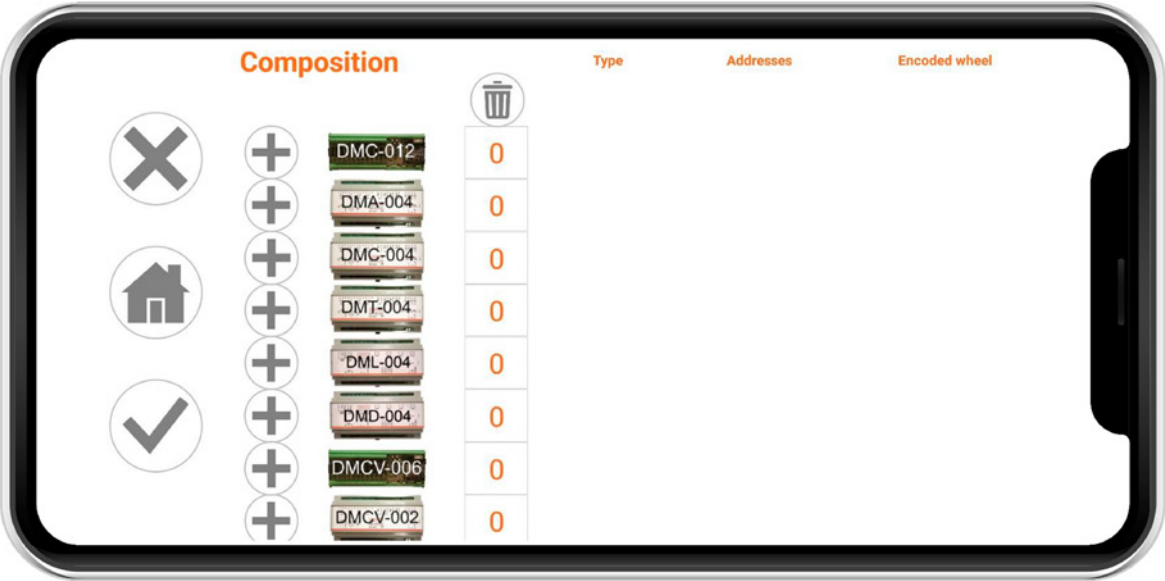 Composition Type Addresses Encoded wheel
DMC-012 0
DMA-004 0
DMC-004 0
DMT-004 0
DML-004 0
DMD-004 0
DMCV-006 0
DMCV-002 0